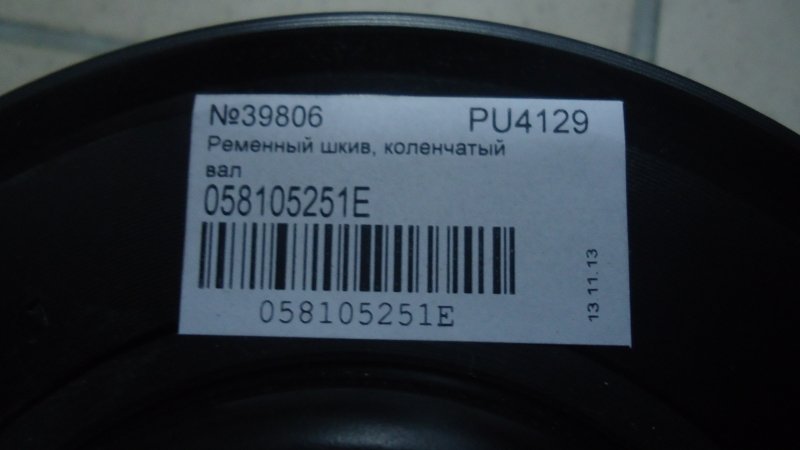 №39806 PU4129
Ременный шкив, коленчатый
вал
058105251E
058105251E
13 11.13